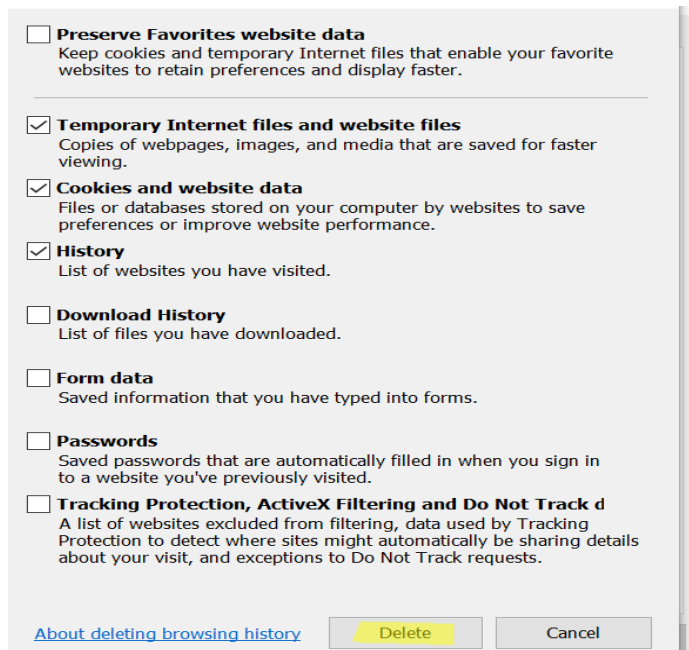 Preserve Favorites website data
Keep cookies and temporary Internet files that enable your favorite
websites to retain preferences and display faster.
Temporary Internet files and website files
Copies of webpages, images, and media that are saved for faster
viewing.
Cookies and website data
Files or databases stored on your computer by websites to save
preferences or improve website performance.
History
List of websites you have visited.
Download History
List of files you have downloaded.
Form data
Saved information that you have typed into forms.
Passwords
Saved passwords that are automatically filled in when you sign in
to a website you've previously visited.
Tracking Protection, ActiveX Filtering and Do Not Track d
A list of websites excluded from filtering, data used by Tracking
Protection to detect where sites might automatically be sharing details
about your visit, and exceptions to Do Not Track requests.
About deleting browsing history Delete Cancel